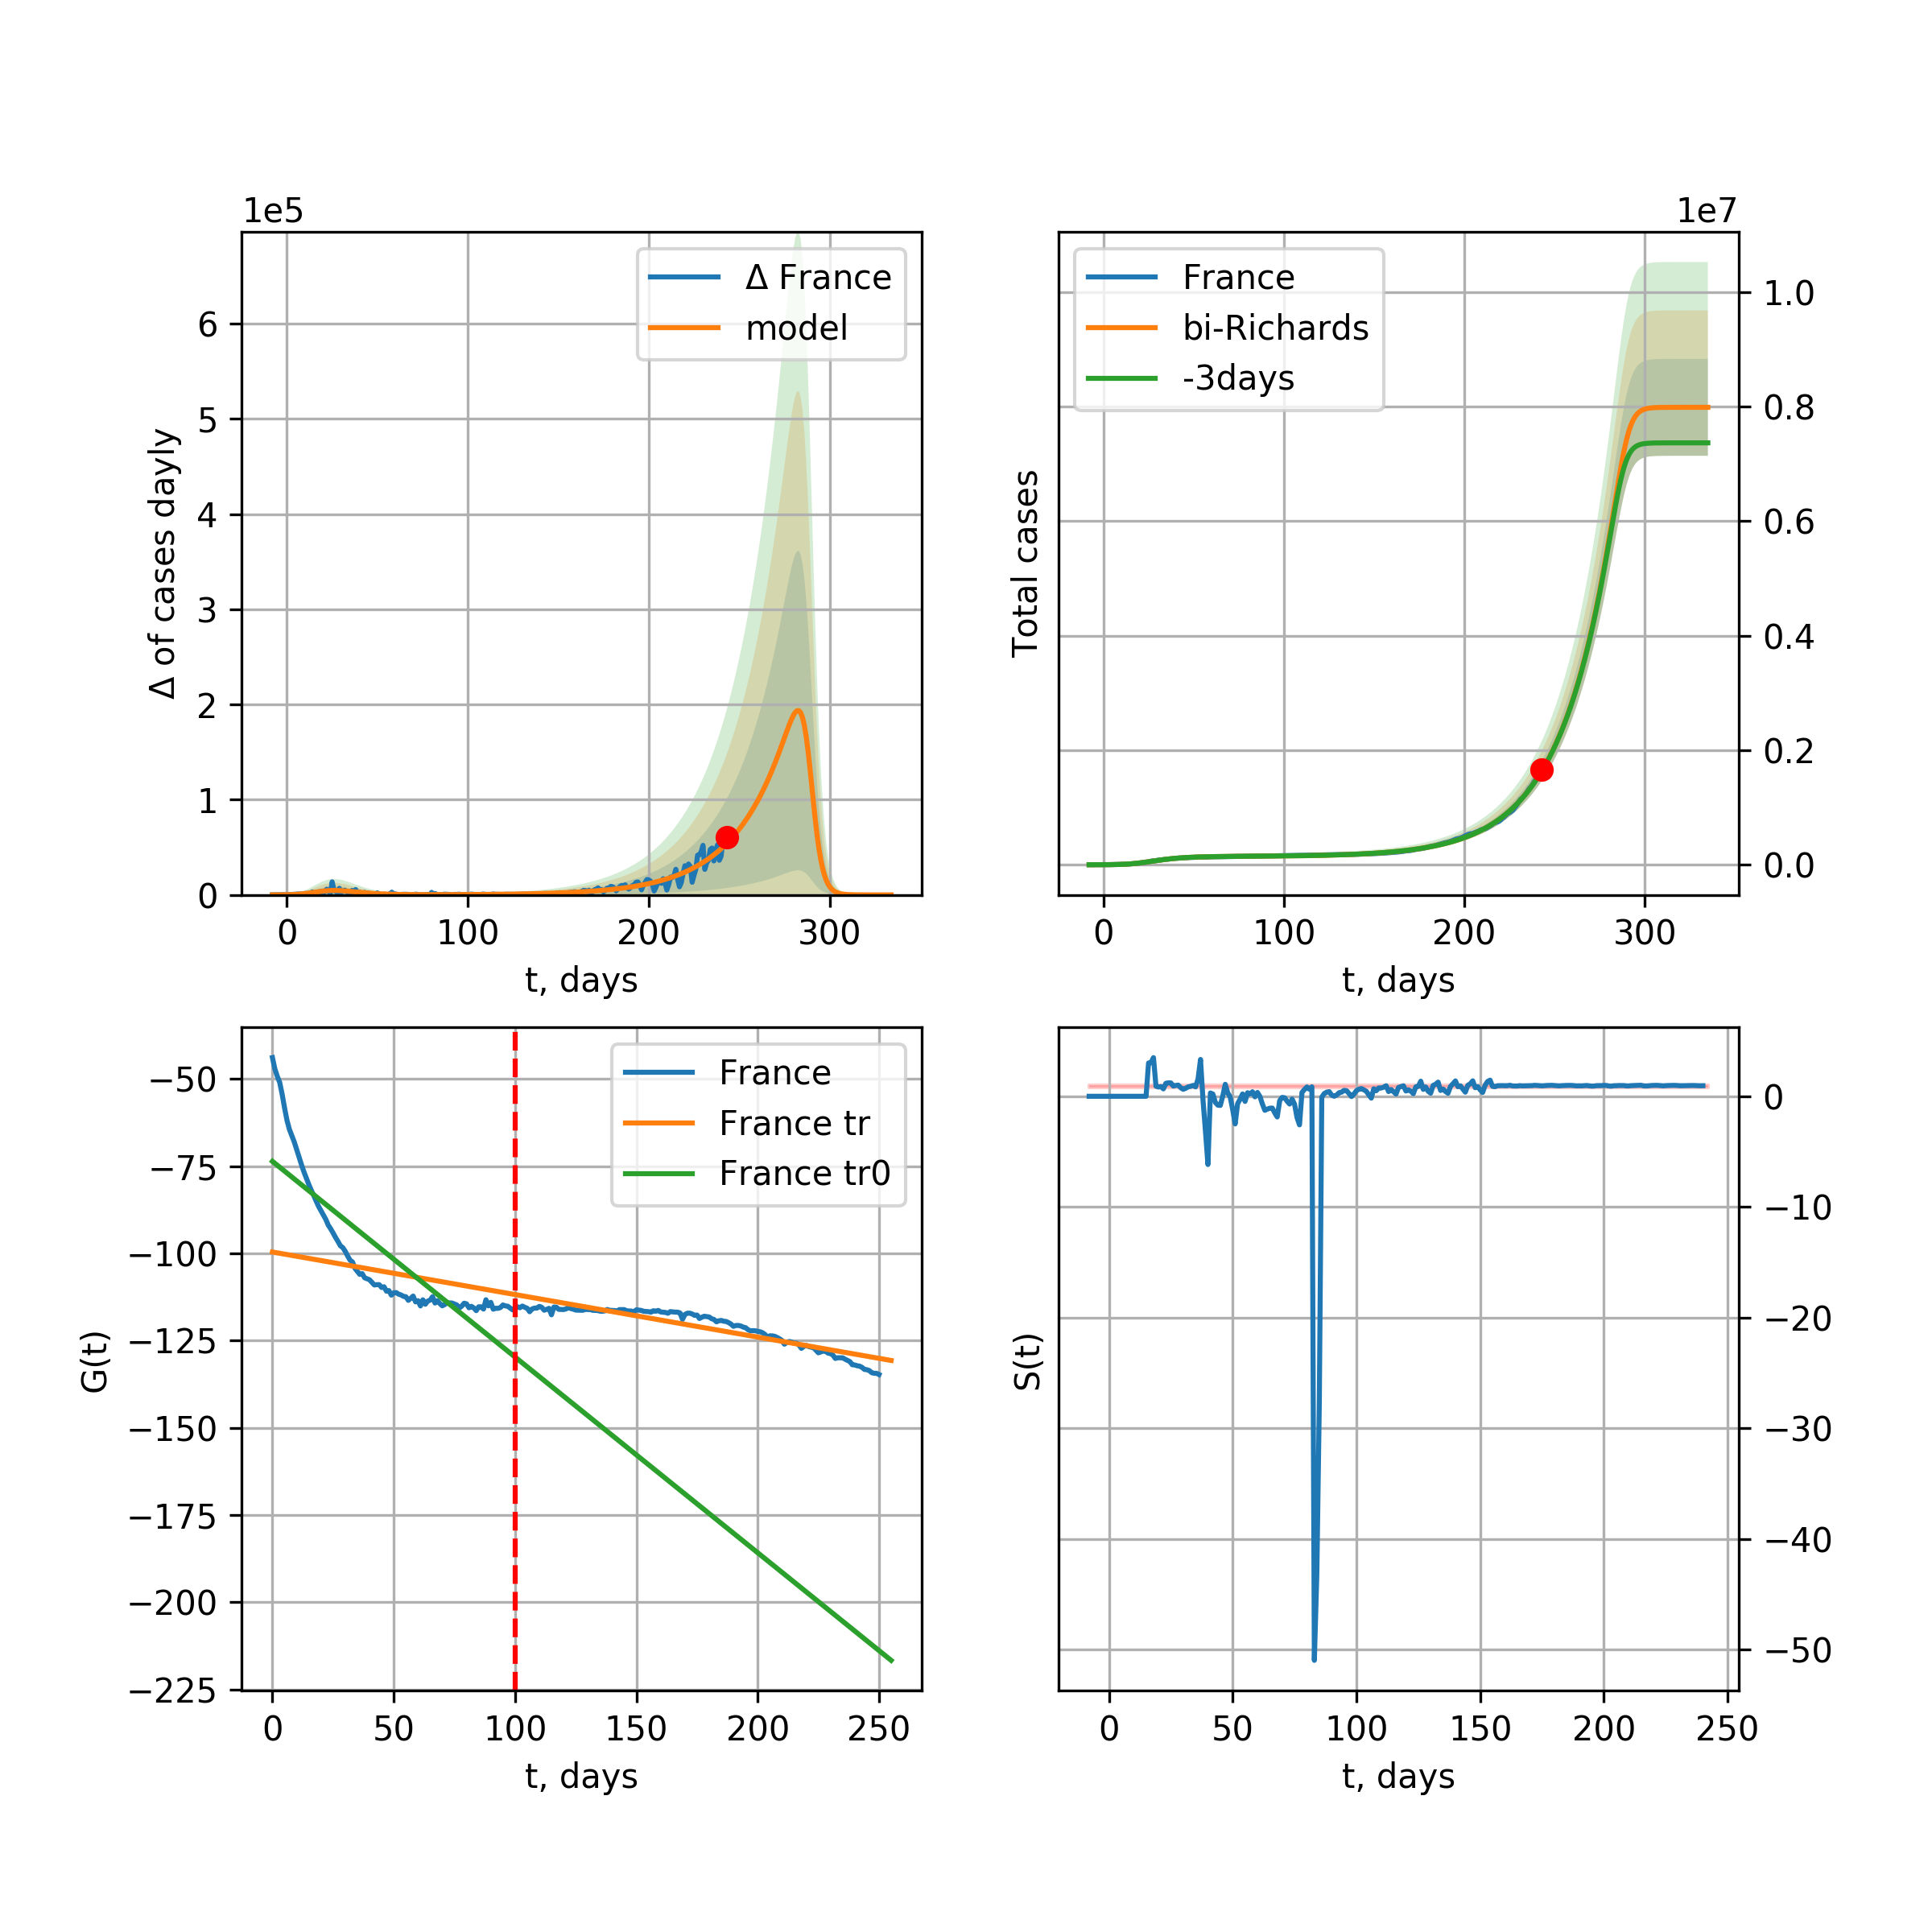 1e5
Δ France
model
6
5
4
3
2
1
0
Δ of cases dayly
0 100 200 300
t, days
1e7
France
bi-Richards
-3days
1.0
0.8
0.6
0.4
0.2
0.0
Total cases
0 100 200 300
t, days
France
France tr
France tr0
−50
−75
−100
−125
−150
−175
−200
−225
G(t)
0 50 100 150 200 250
t, days
0
−10
−20
−30
−40
−50
S(t)
0 50 100 150 200 250
t, days